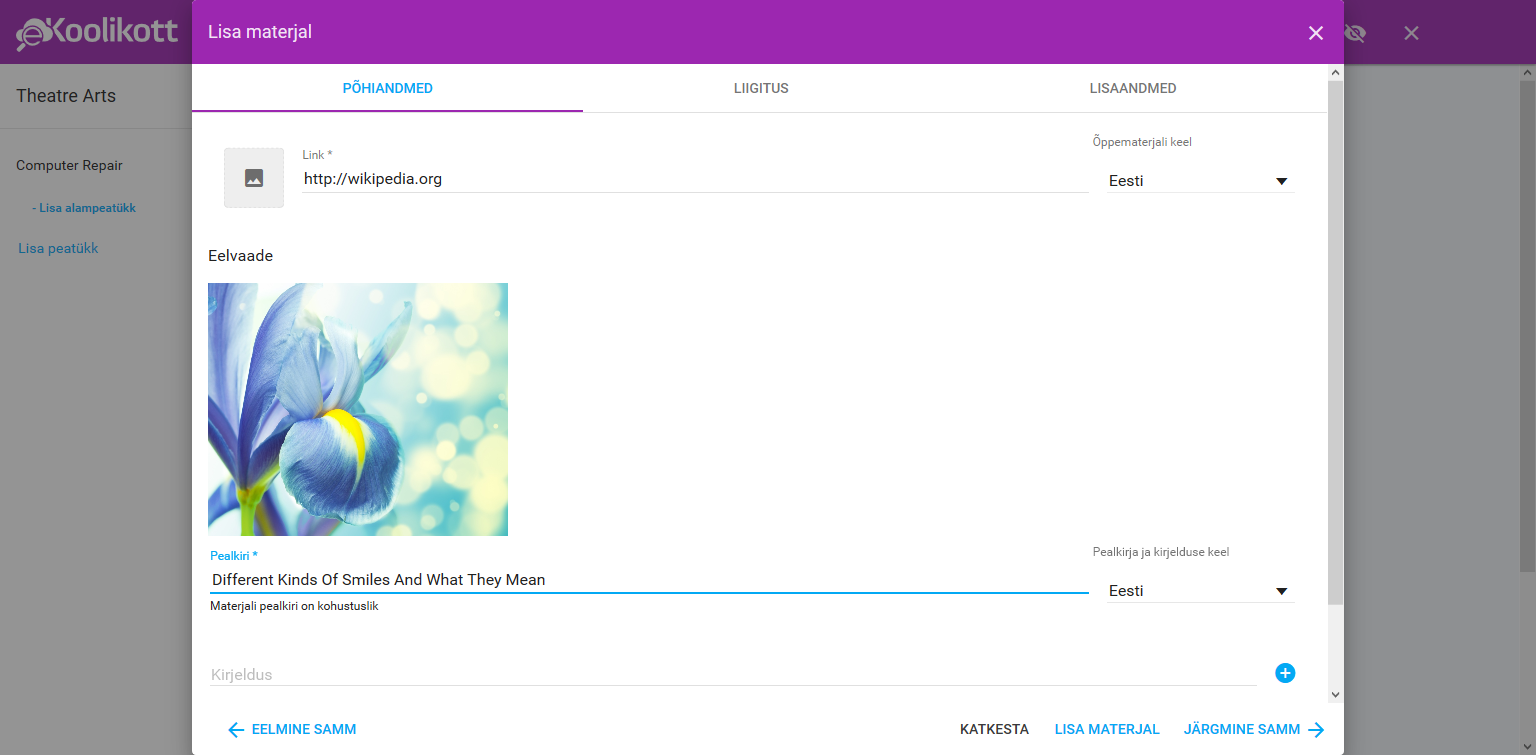 eKoolikott
Lisa materjal
Theatre Arts
Computer Repair
- Lisa alampeatükk
Lisa peatükk
PÕHIANDMED
LIIGITUS
LISAANDMED
Link *
http://wikipedia.org
Õppematerjali keel
Eesti
Eelvaade
Pealkiri *
Different Kinds Of Smiles And What They Mean
Materjali pealkiri on kohustuslik
Pealkirja ja kirjelduse keel
Eesti
Kirjeldus
EELMINE SAMM
KATKESTA
LISA MATERJAL
JÄRGMINE SAMM